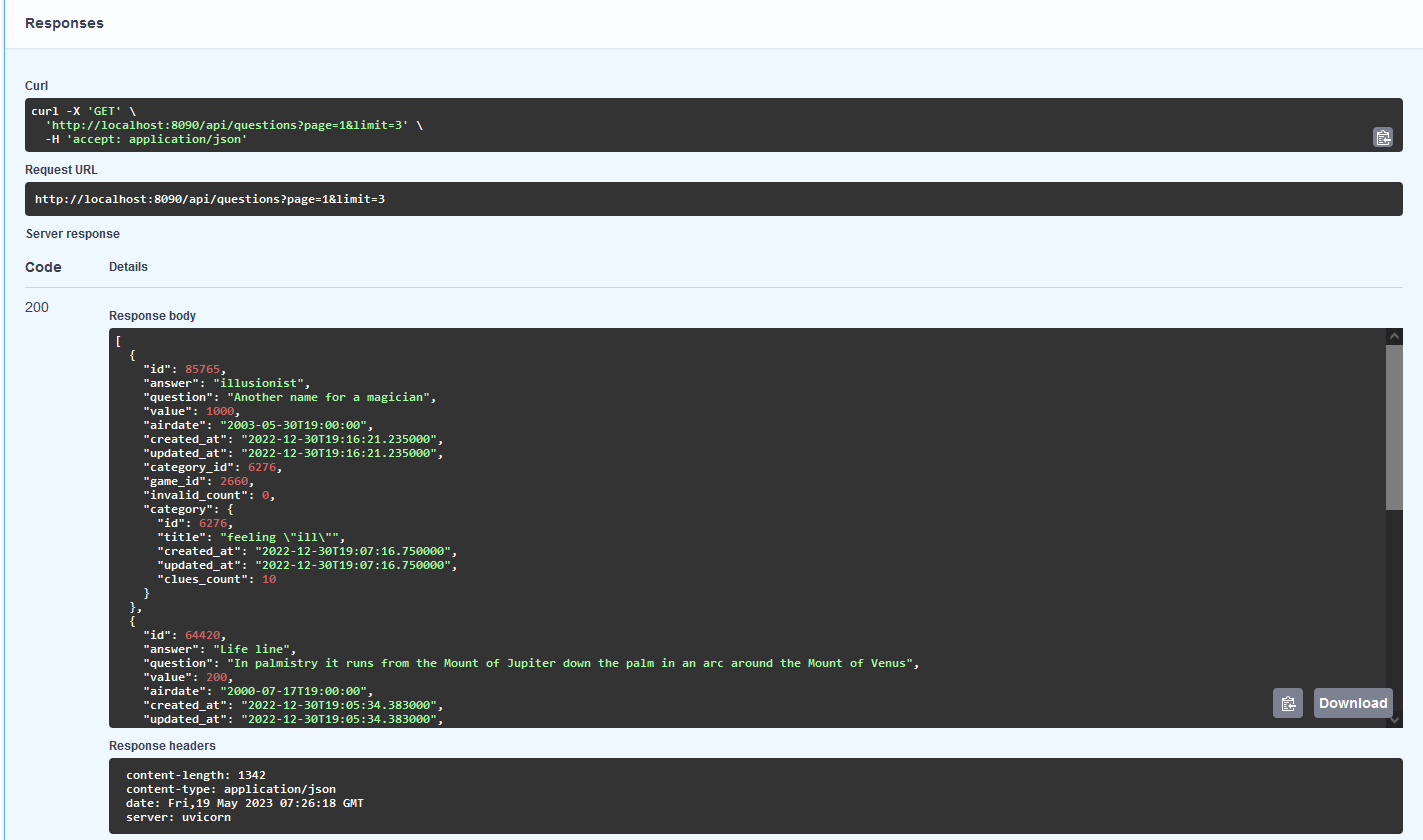 Responses
Curl
curl -X 'GET' \
  'http://localhost:8090/api/questions?page=1&limit=3' \
  -H 'accept: application/json'
Request URL
http://localhost:8090/api/questions?page=1&limit=3
Server response
Code Details
200
Response body
[
  {
    "id": 85765,
    "answer": "illusionist",
    "question": "Another name for a magician",
    "value": 1000,
    "airdate": "2003-05-30T19:00:00",
    "created_at": "2022-12-30T19:16:21.235000",
    "updated_at": "2022-12-30T19:16:21.235000",
    "category_id": 6276,
    "game_id": 2660,
    "invalid_count": 0,
    "category": {
      "id": 6276,
      "title": "feeling \"ill\"",
      "created_at": "2022-12-30T19:07:16.750000",
      "updated_at": "2022-12-30T19:07:16.750000",
      "clues_count": 10
    }
  },
  {
    "id": 64420,
    "answer": "Life line",
    "question": "In palmistry it runs from the Mount of Jupiter down the palm in an arc around the Mount of Venus",
    "value": 200,
    "airdate": "2000-07-17T19:00:00",
    "created_at": "2022-12-30T19:05:34.383000",
    "updated_at": "2022-12-30T19:05:34.383000",
Download
Response headers
content-length: 1342
content-type: application/json
date: Fri,19 May 2023 07:26:18 GMT
server: uvicorn